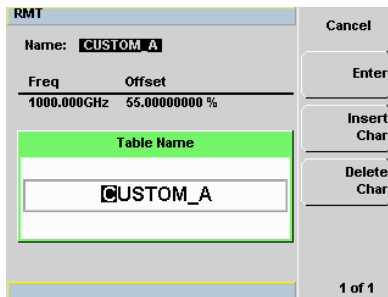 RMT
Name: CUSTOM_A
Freq Offset
1000.000GHz 55.00000000 %
Table Name
CUSTOM_A
Cancel
Enter
Insert
Char
Delete
Char
1 of 1